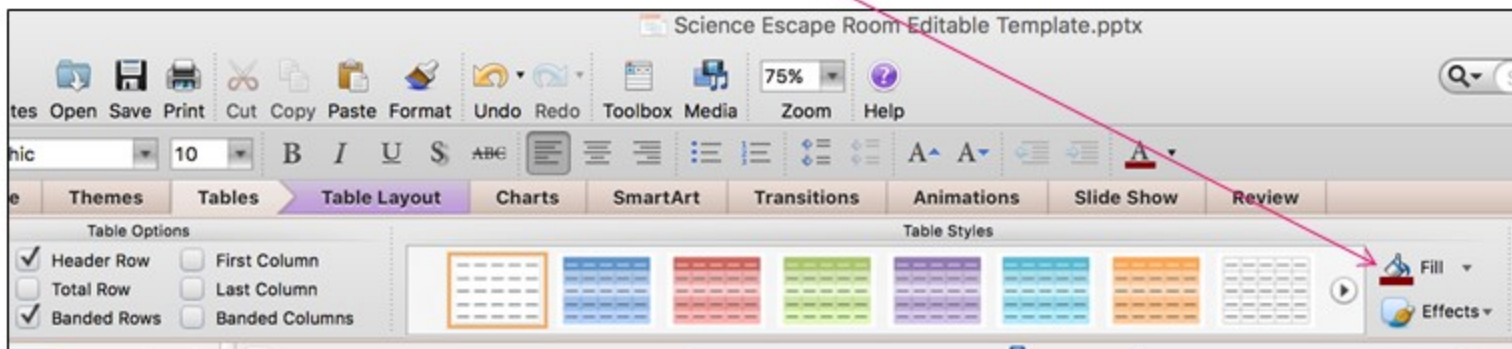 Science Escape Room Editable Template.pptx
75%
tes Open Save Print Cut Copy Paste Format Undo Redo Toolbox Media Zoom Help
hic 10 B I U S ABC A A A
e Themes Tables Table Layout Charts SmartArt Transitions Animations Slide Show Review
Table Options Table Styles
Header Row First Column
Total Row Last Column
Banded Rows Banded Columns
Fill
Effects